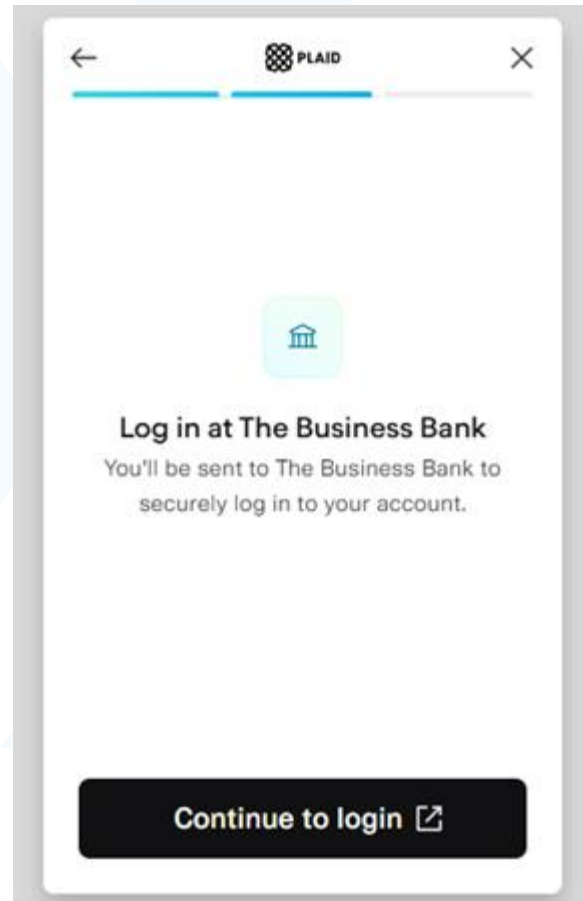 PLAID
Log in at The Business Bank
You'll be sent to The Business Bank to
securely log in to your account.
Continue to login